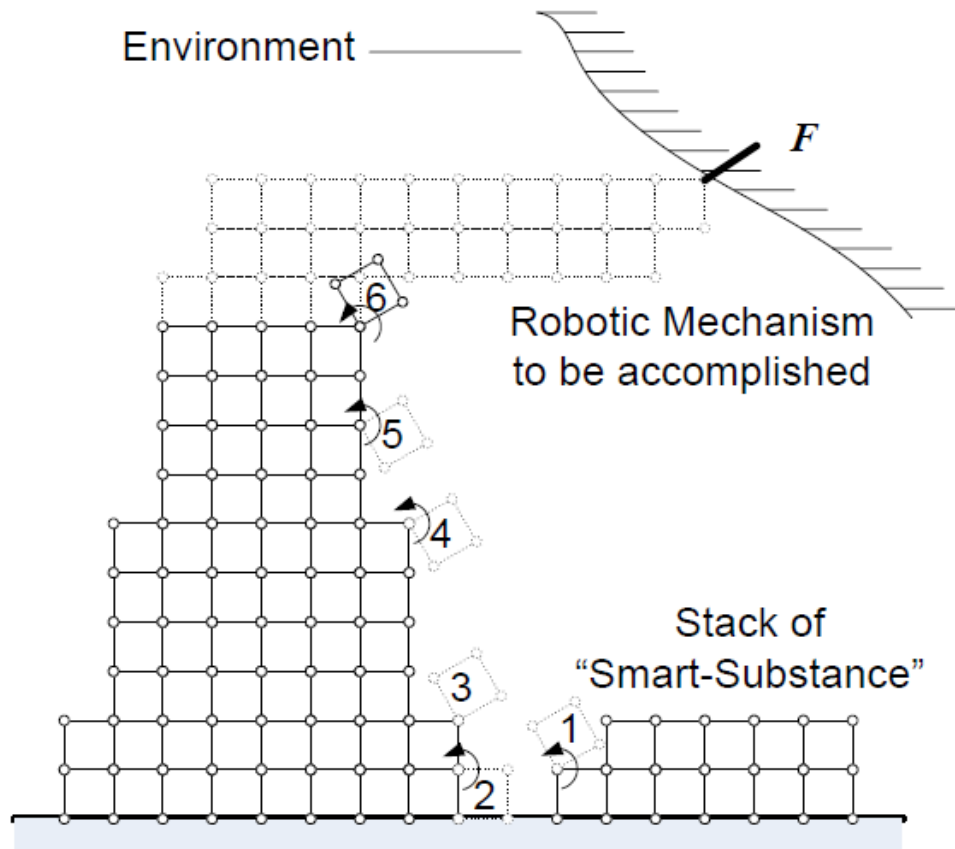 Environment
F
6
Robotic Mechanism
to be accomplished
5
4
Stack of
“Smart-Substance”
3
1
2